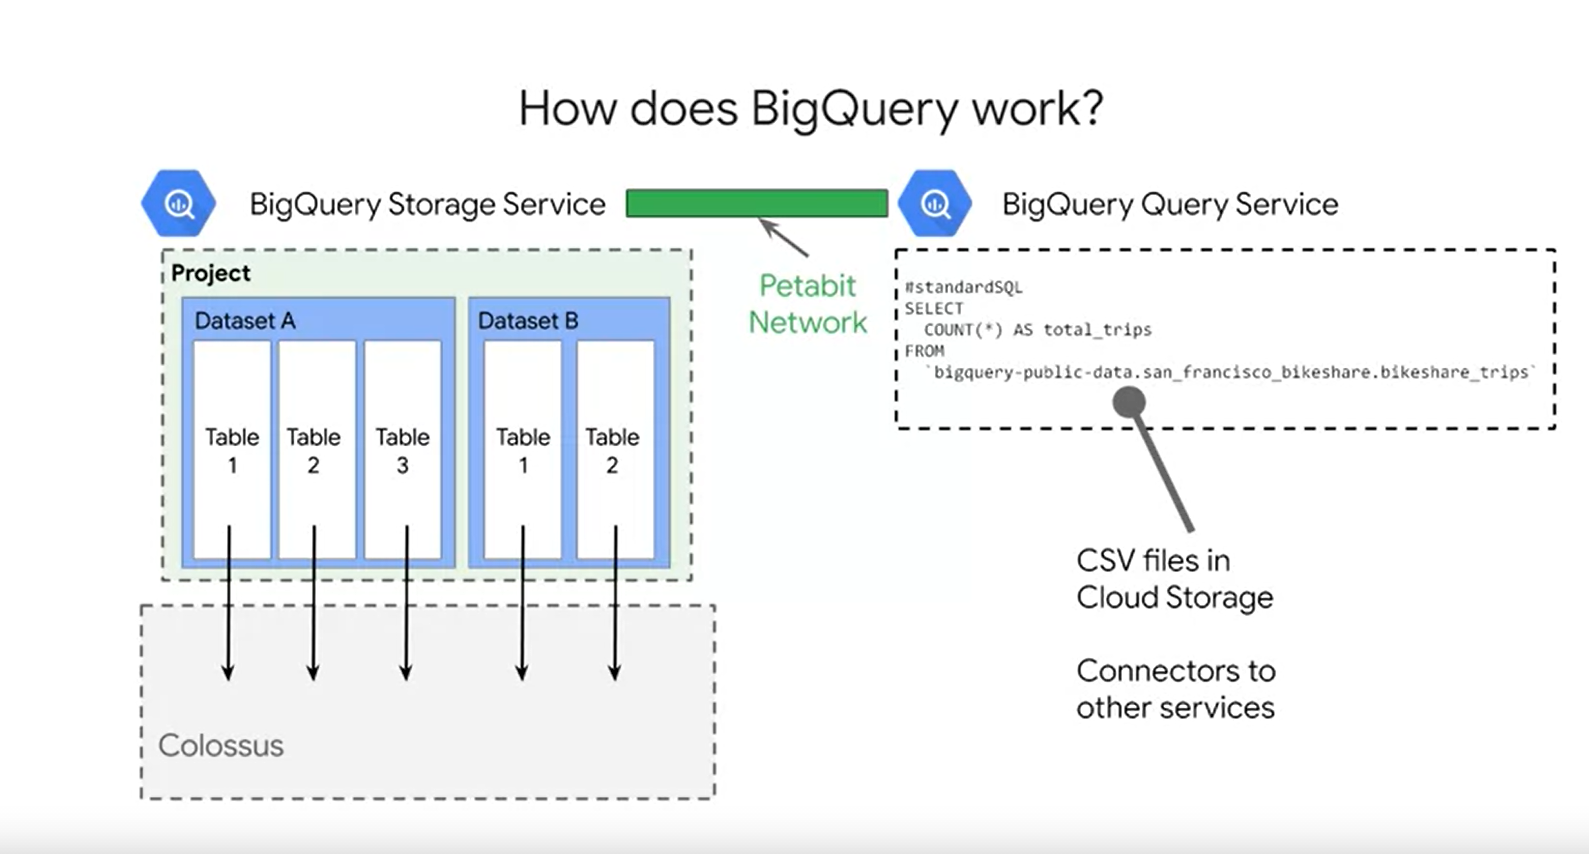 How does BigQuery work?
BigQuery Storage Service
BigQuery Query Service
Petabit
Network
Project
Dataset A
Table
1
Table
2
Table
3
Dataset B
Table
1
Table
2
Colossus
#standardSQL
SELECT
COUNT(*) AS total_trips
FROM
`bigquery-public-data.san_francisco_bikeshare.bikeshare_trips`
CSV files in
Cloud Storage
Connectors to
other services